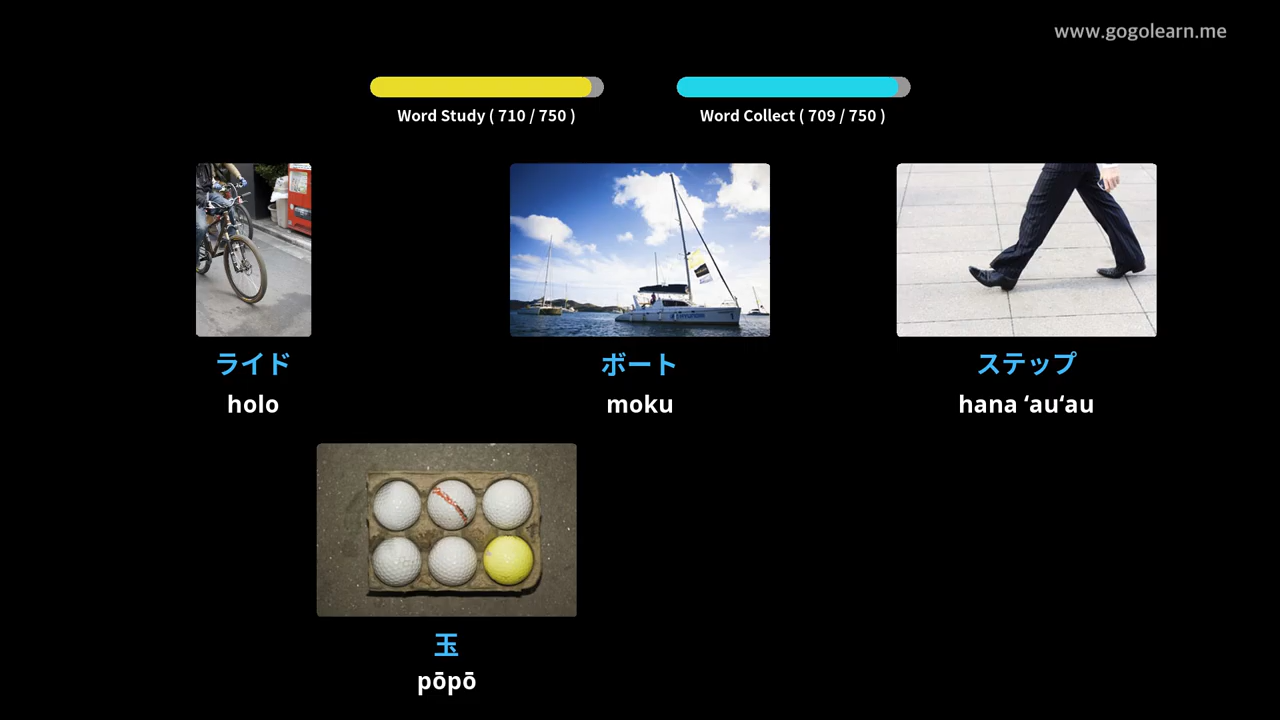 www.gogolearn.me
Word Study ( 710 / 750 )
Word Collect ( 709 / 750 )
ライド
holo
ボート
moku
ステップ
hana ʻauʻau
玉
pōpō